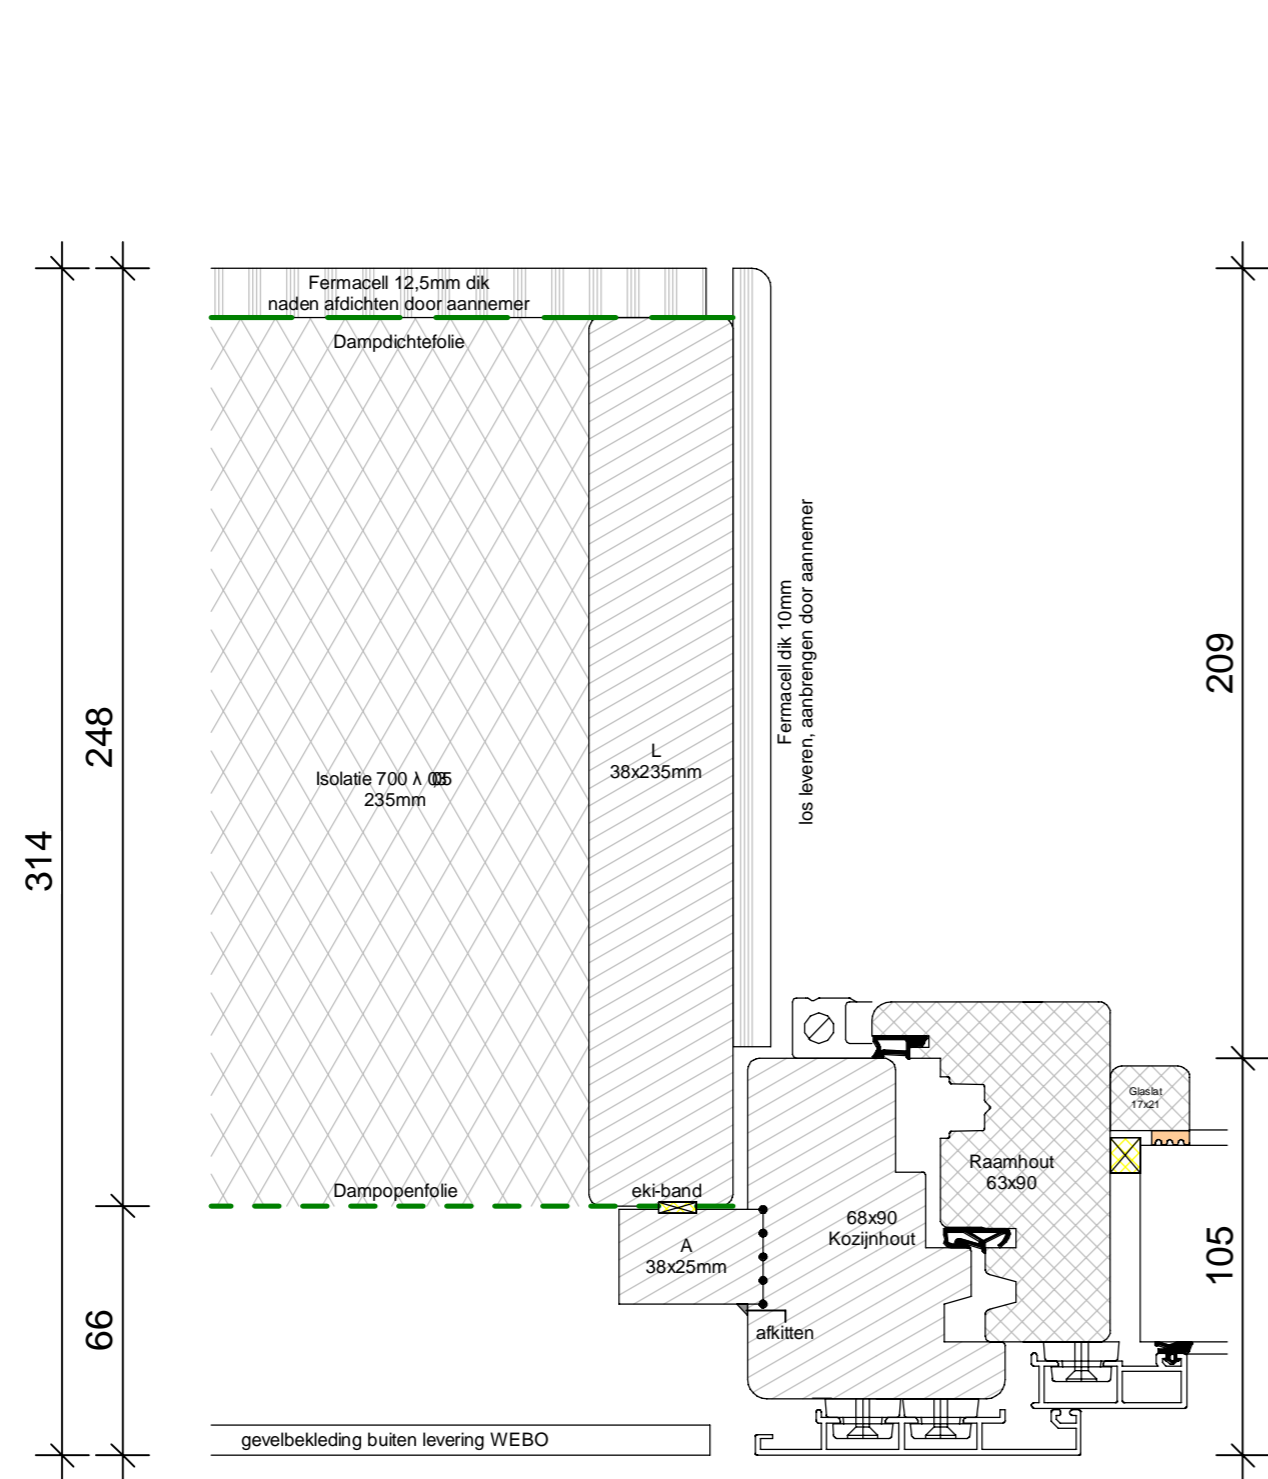 Fermacell 12,5mm dik
naden afdichten door aannemer
Dampdichtefolie
Fermacell dik 10mm
los leveren, aanbrengen door aannemer
209
248
L
38x235mm
Isolatie 700 λ
235mm
314
Glaslat
17x21
Raamhout
63x90
Dampopenfolie
eki-band
68x90
Kozijnhout
A
38x25mm
105
66
afkitten
gevelbekleding buiten levering WEBO